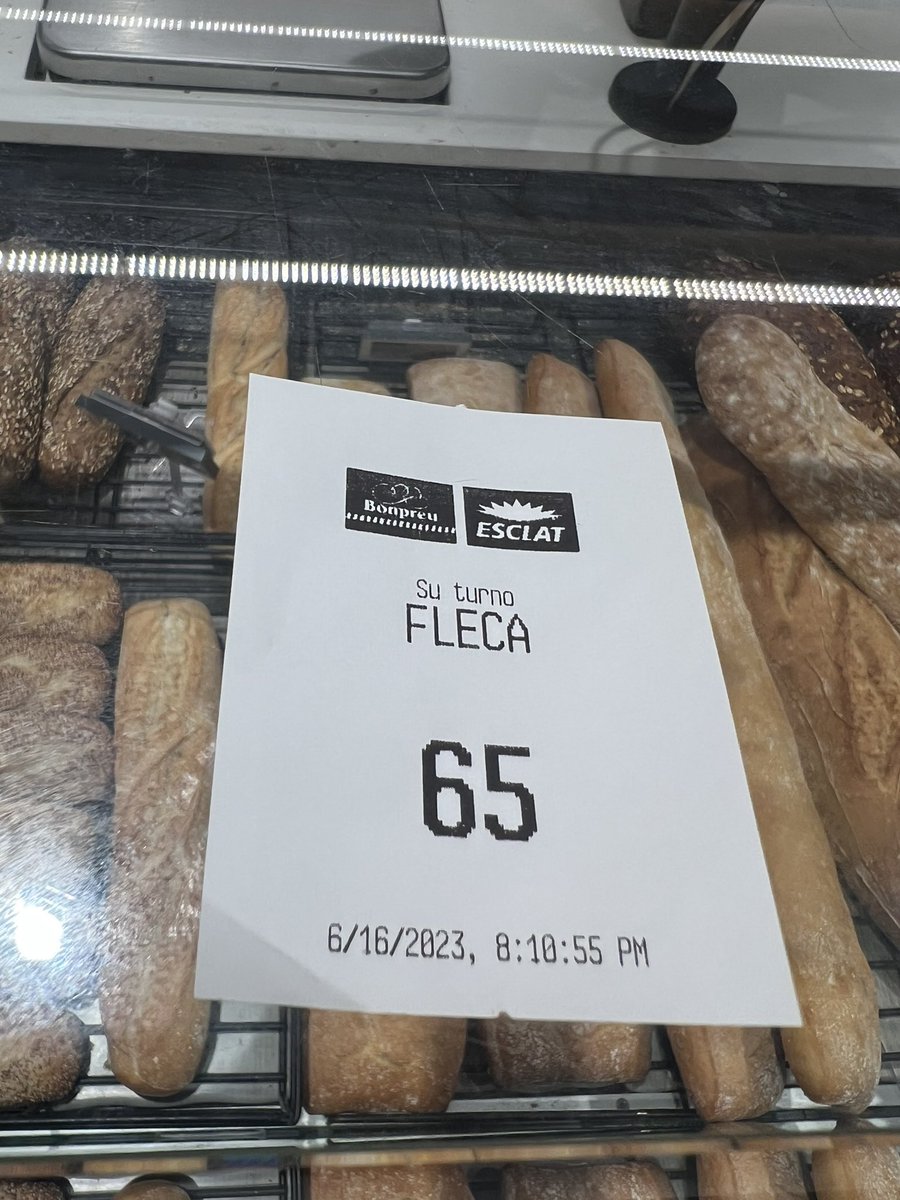 Bonpreu
ESCLAT
Su turno
FLECA
65
6/16/2023, 8:10:55 PM